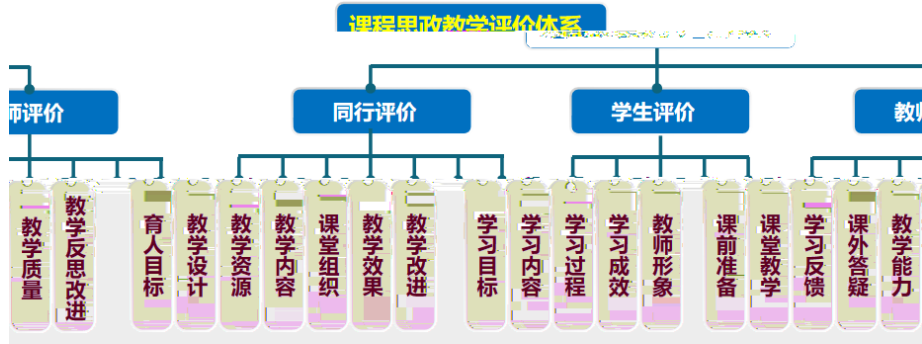 课程思政教学评价体系
师评价
同行评价
学生评价
教师
教学质量
教学反思改进
育人目标
教学设计
教学资源
教学内容
课堂组织
教学效果
教学改进
学习目标
学习内容
学习过程
学习成效
教师形象
课前准备
课堂教学
学习反馈
课外答疑
教学能力